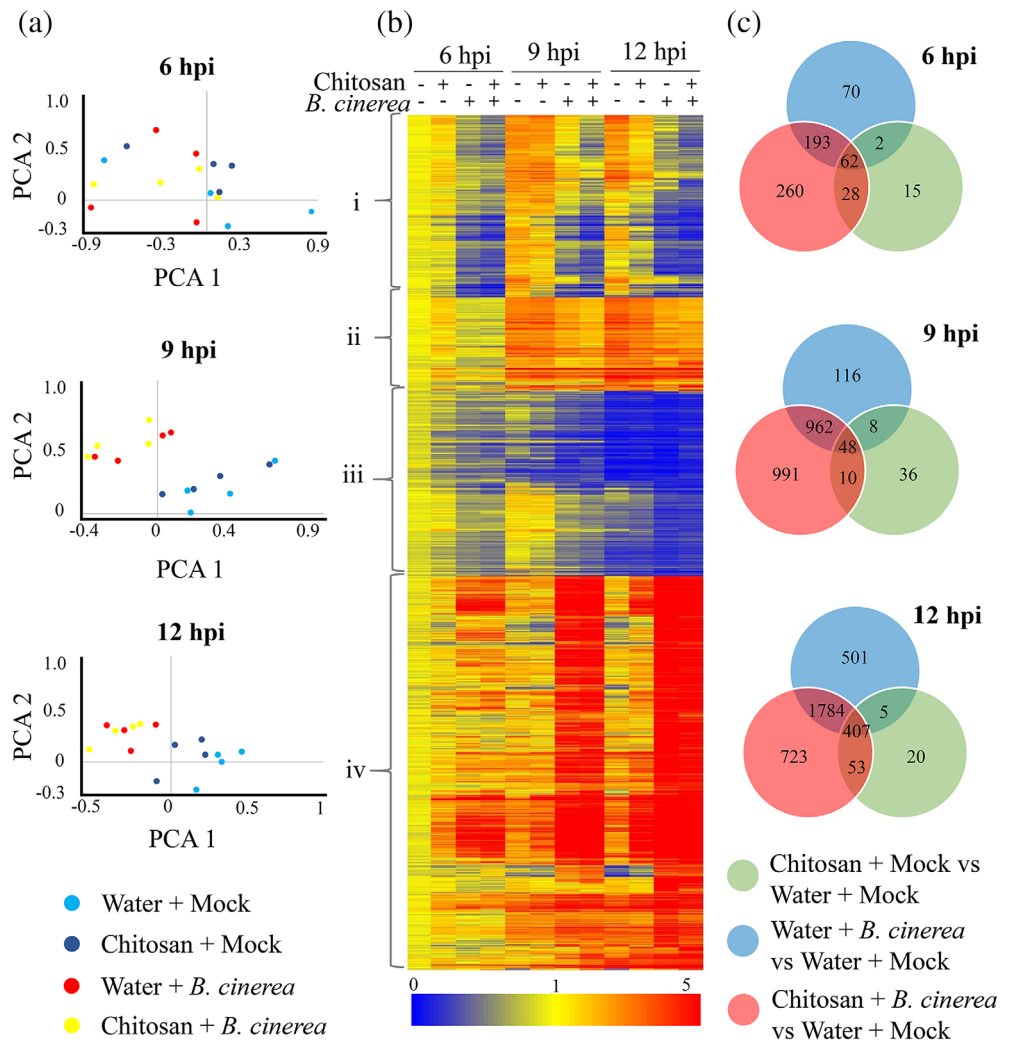 (a)
6 hpi
1.0
0.5
0
-0.3
PCA 2
-0.9
-0.3
0.3
0.9
PCA 1
9 hpi
1.0
0.5
0
PCA 2
-0.4
0
0.4
0.9
PCA 1
12 hpi
1.0
0.5
0
-0.3
PCA 2
-0.5
0
1
PCA 1
Water + Mock
Chitosan + Mock
Water + B. cinerea
Chitosan + B. cinerea
(b)
6 hpi 9 hpi 12 hpi
Chitosan - + - + - + - + - + - +
B. cinerea - - + + - - + + - - + +
i
ii
iii
iv
0 1 5
(c)
6 hpi
70
193
2
62
260
28
15
9 hpi
116
962
8
48
991
10
36
12 hpi
501
1784
5
407
723
53
20
Chitosan + Mock vs
Water + Mock
Water + B. cinerea
vs Water + Mock
Chitosan + B. cinerea
vs Water + Mock